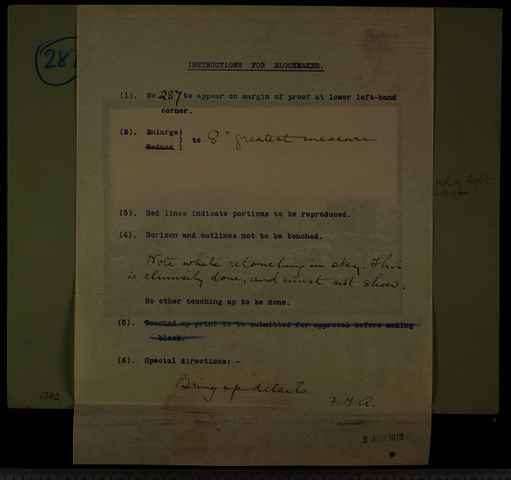 287
INSTRUCTIONS FOR BLOCKMAKER.
(1). No 287 to appear on margin of proof at lower left-hand
corner.
(2). Enlarge
Reduce } to 8" greatest measure
(3). Red lines indicate portions to be reproduced.
(4). Horizon and outlines not to be touched.
Note white retouching in sky. This
is clumsily done, and must not show.
No other touching up to be done.
(5). Touched up print to be submitted for approval before making
block.
(6). Special directions: -
Bring up details